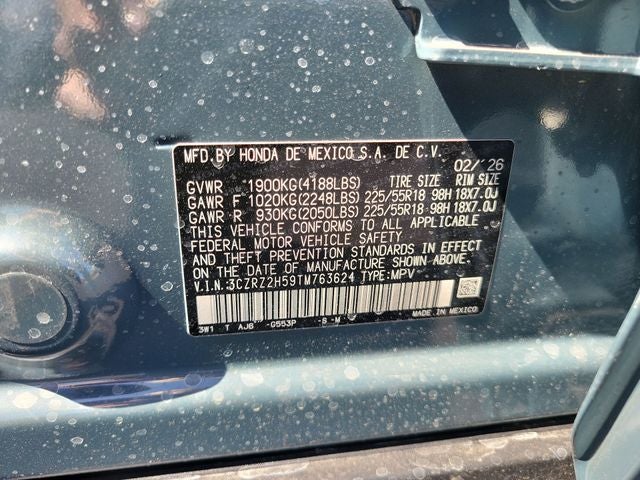 MFD.BY HONDA DE MEXICO S.A. DE C.V. 02/ '26
GVWR 1900KG(4188LBS) TIRE SIZE RIM SIZE
GAWR F 1020KG(2248LBS) 225/55R18 98H 18X7.0J
GAWR R 930KG(2050LBS) 225/55R18 98H 18X7.0J
THIS VEHICLE CONFORMS TO ALL APPLICABLE
FEDERAL MOTOR VEHICLE SAFETY
AND THEFT PREVENTION STANDARDS IN EFFECT
ON THE DATE OF MANUFACTURE SHOWN ABOVE.
V.I.N. 3CZRZ2H59TM763624 TYPE:MPV
3W1 T AJ6 -G553P -S -M MADE IN MEXICO